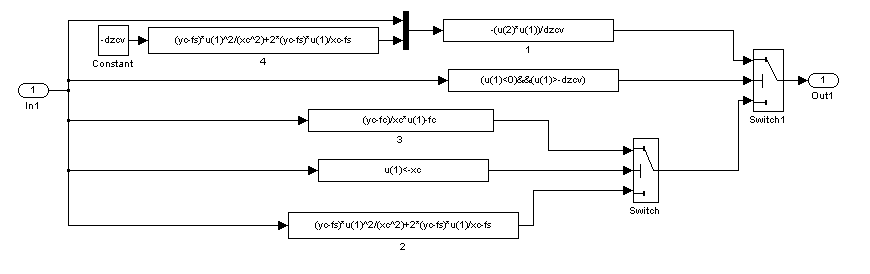 -dzcv
Constant
(yc-fs)*u(1)^2/(xc^2)+2*(yc-fs)*u(1)/xc-fs
4
-(u(2)*u(1))/dzcv
1
1
In1
(u(1)<0)&&(u(1)>-dzcv)
Switch1
1
Out1
(yc-fc)/xc*u(1)-fc
3
u(1)<-xc
Switch
(yc-fs)*u(1)^2/(xc^2)+2*(yc-fs)*u(1)/xc-fs
2